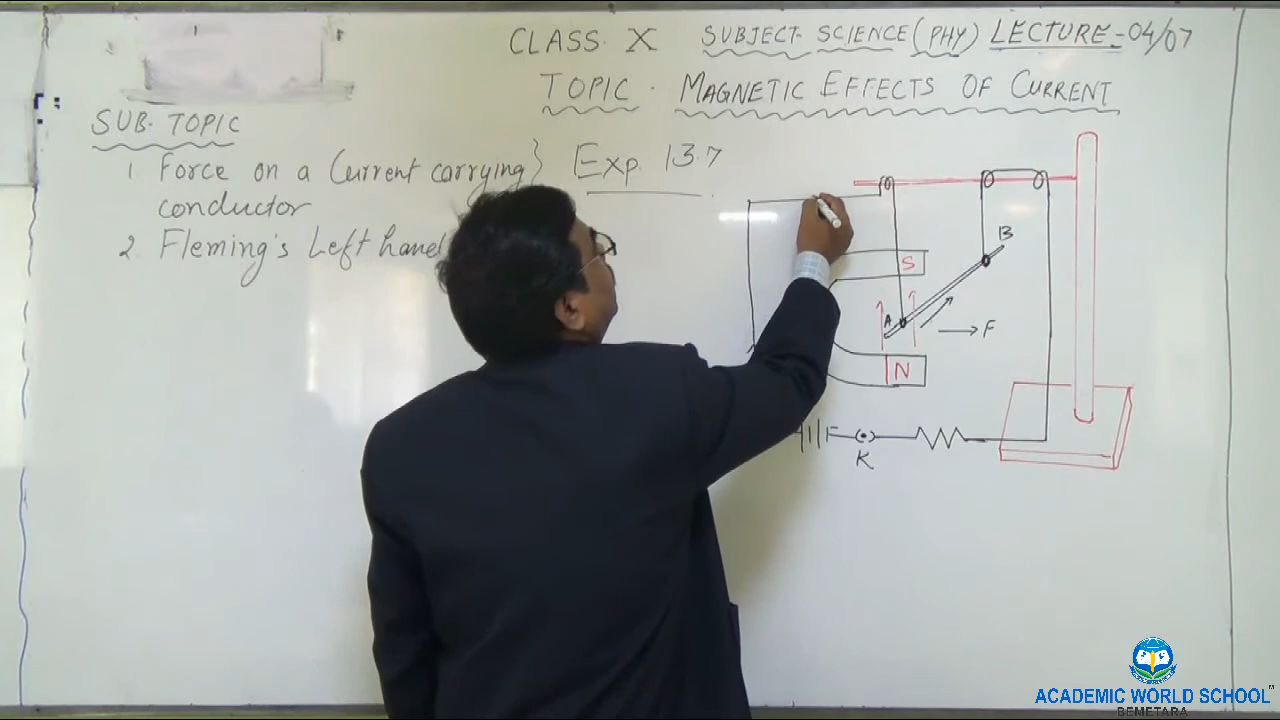 CLASS. X SUBJECT. SCIENCE (PHY) LECTURE-04/07
TOPIC. MAGNETIC EFFECTS OF CURRENT
SUB. TOPIC
1. Force on a Current carrying } Exp. 13.7
conductor
2 Fleming's Left hand
B
S
A
F
N
K
ACADEMIC WORLD SCHOOL
BEMETARA